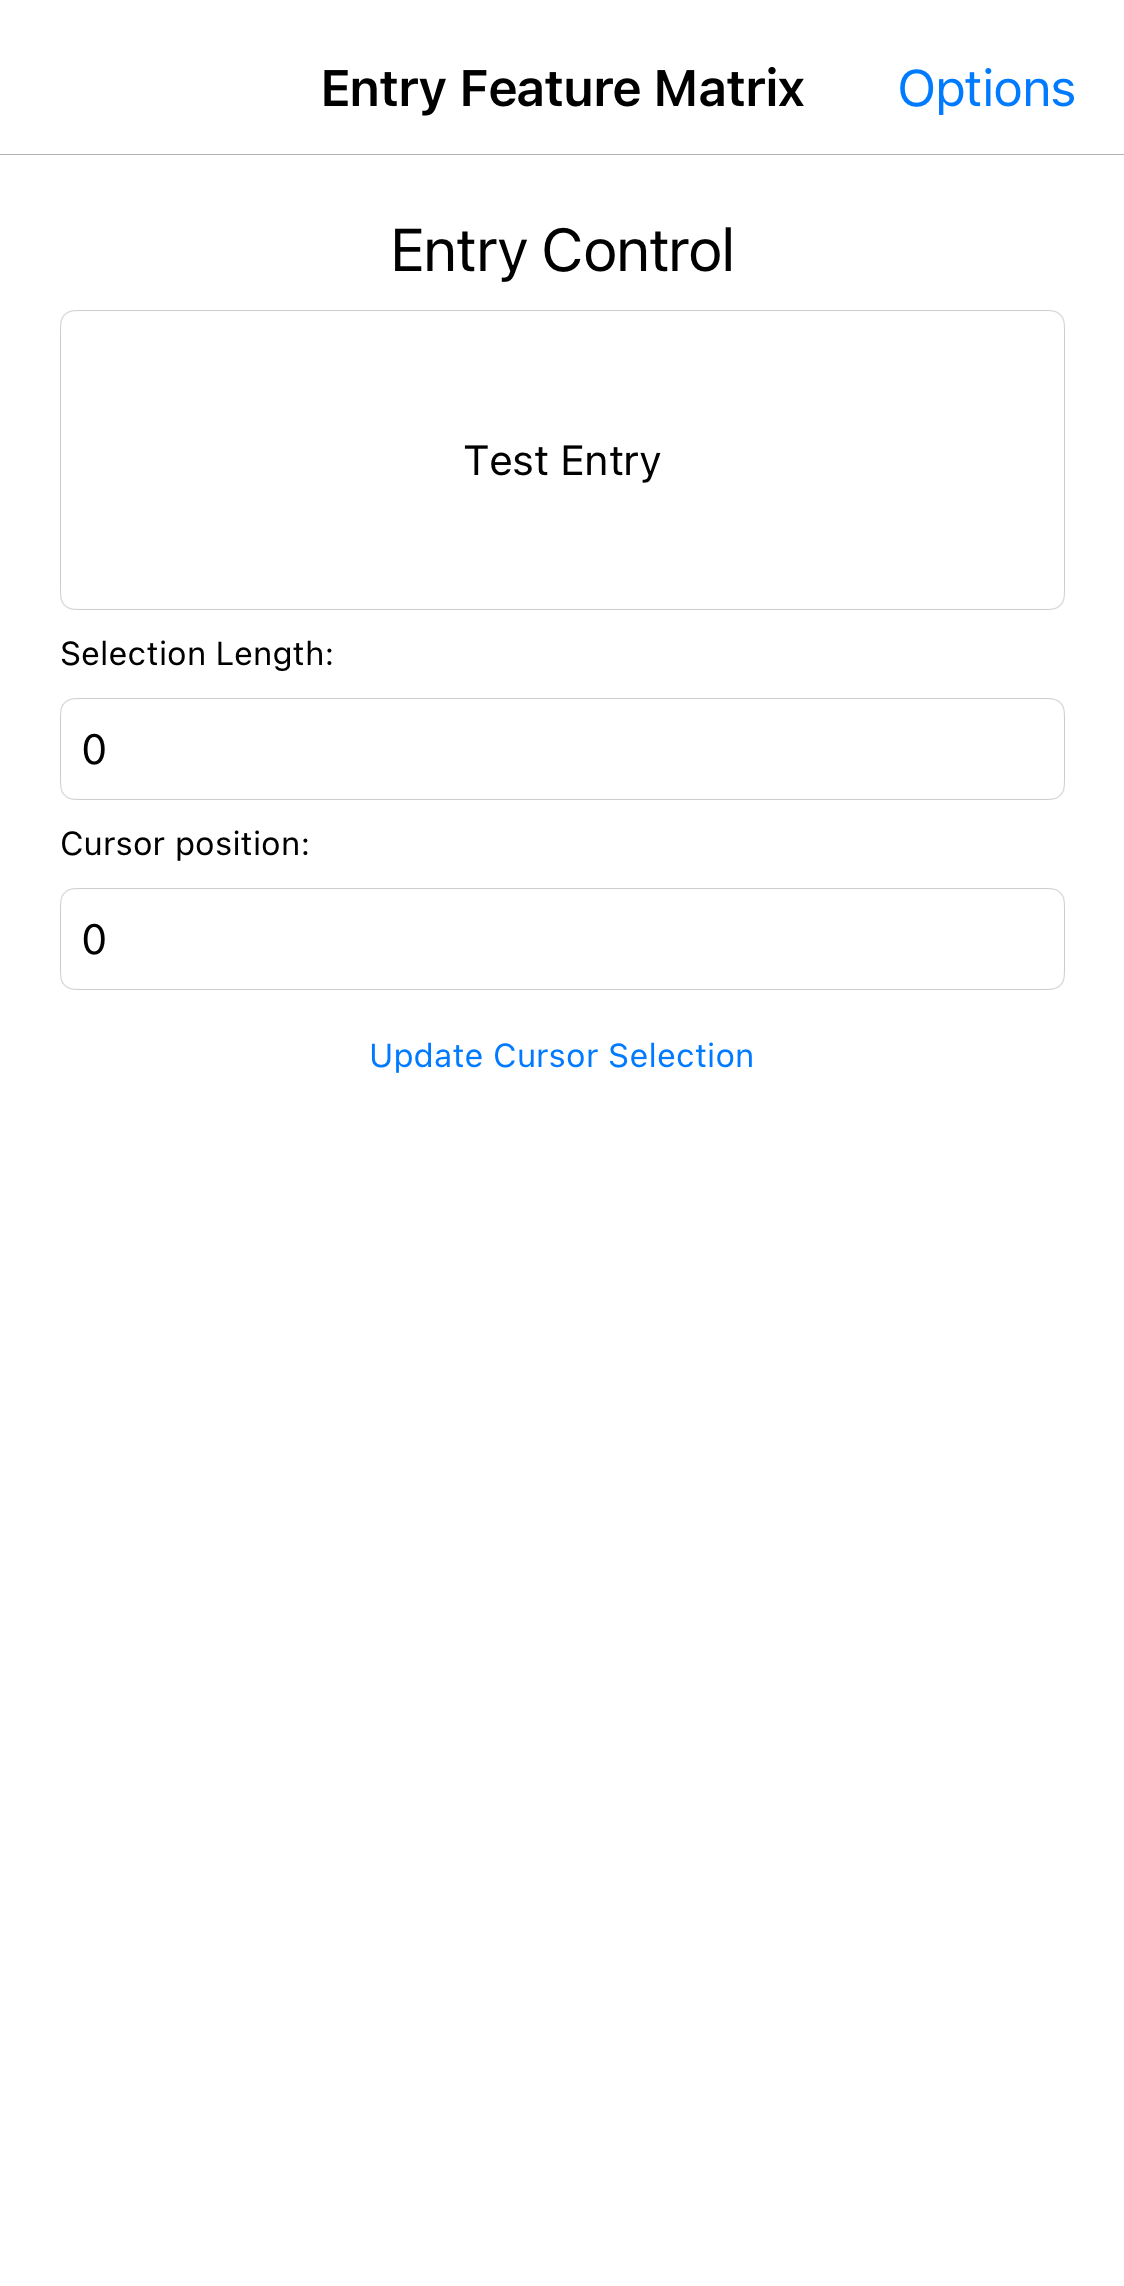 Entry Feature Matrix Options
Entry Control
Test Entry
Selection Length:
0
Cursor position:
0
Update Cursor Selection